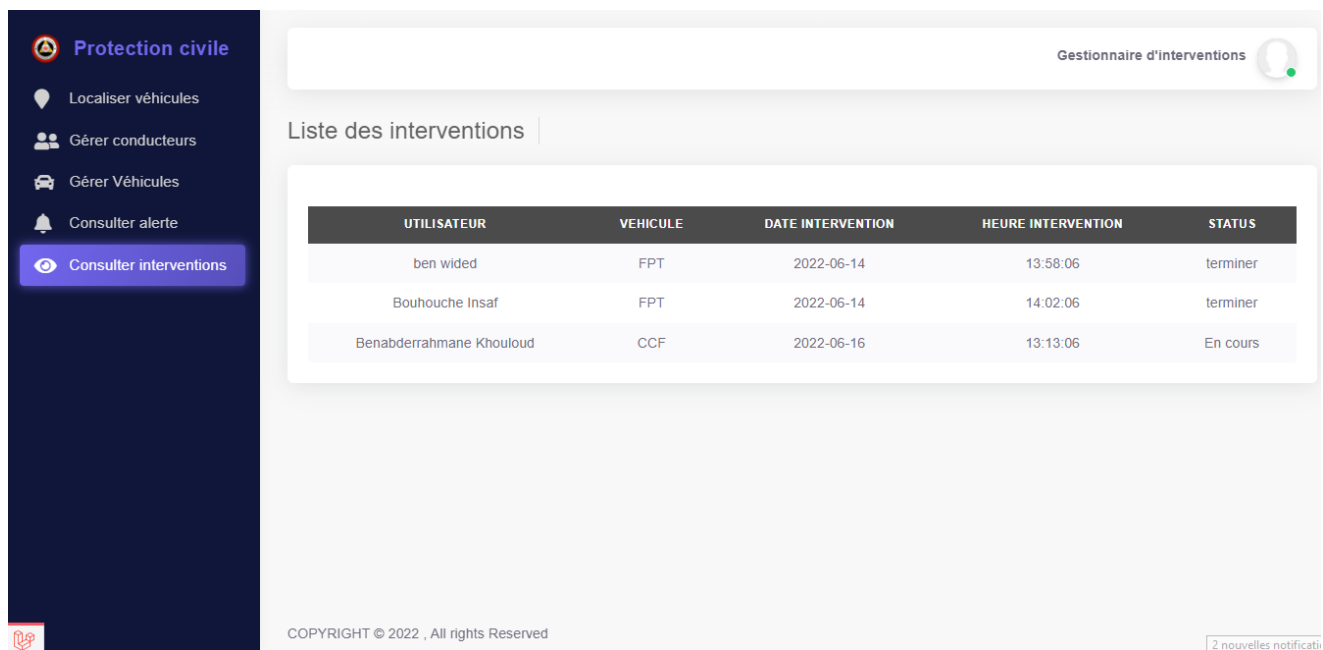 Protection civile
Localiser véhicules
Gérer conducteurs
Gérer Véhicules
Consulter alerte
Consulter interventions
Gestionnaire d'interventions
Liste des interventions
UTILISATEUR VEHICULE DATE INTERVENTION HEURE INTERVENTION STATUS
ben wided FPT 2022-06-14 13:58:06 terminer
Bouhouche Insaf FPT 2022-06-14 14:02:06 terminer
Benabderrahmane Khouloud CCF 2022-06-16 13:13:06 En cours
COPYRIGHT © 2022 , All rights Reserved
2 nouvelles notificatio